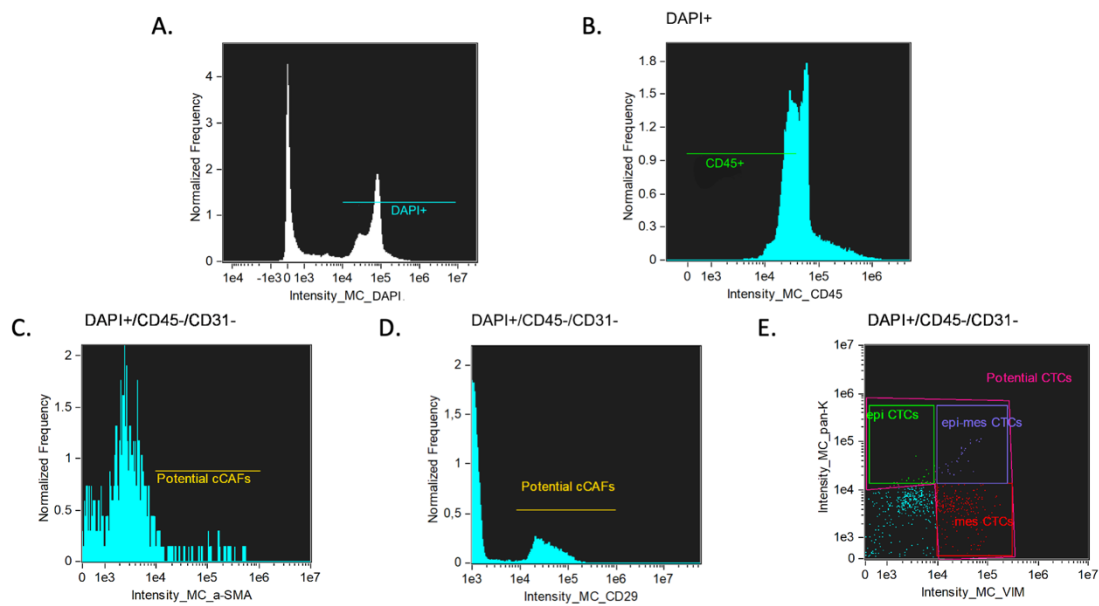 A.
4
3
2
1
0
Normalized Frequency
DAPI+
1e4 -1e3 0 1e3 1e4 1e5 1e6 1e7
Intensity_MC_DAPI
B.
DAPI+
1.8
1.5
1.2
0.9
0.6
0.3
0
Normalized Frequency
CD45+
0 1e3 1e4 1e5 1e6
Intensity_MC_CD45
C.
DAPI+/CD45-/CD31-
2
1.5
1
0.5
0
Normalized Frequency
Potential cCAFs
0 1e3 1e4 1e5 1e6 1e7
Intensity_MC_a-SMA
D.
DAPI+/CD45-/CD31-
2
1.5
1
0.5
0
Normalized Frequency
Potential cCAFs
1e3 1e4 1e5 1e6
Intensity_MC_CD29
E.
DAPI+/CD45-/CD31-
1e7
1e6
1e5
1e4
1e3
0
Intensity_MC_pan-K
Potential CTCs
epi CTCs
epi-mes CTCs
mes CTCs
0 1e3 1e4 1e5 1e6 1e7
Intensity_MC_VIM